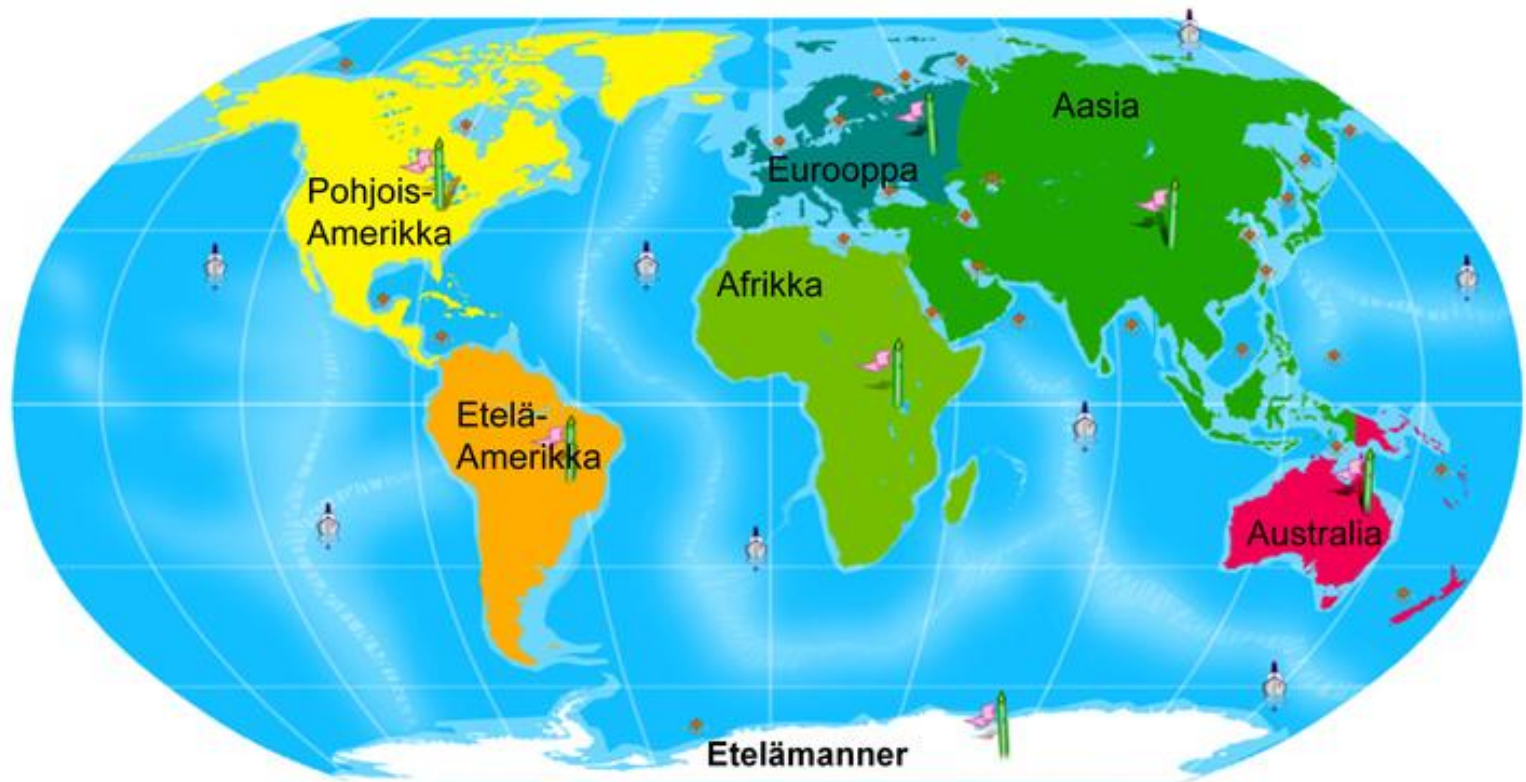 Aasia
Eurooppa
Pohjois-
Amerikka
Afrikka
Etelä-
Amerikka
Australia
Etelämanner